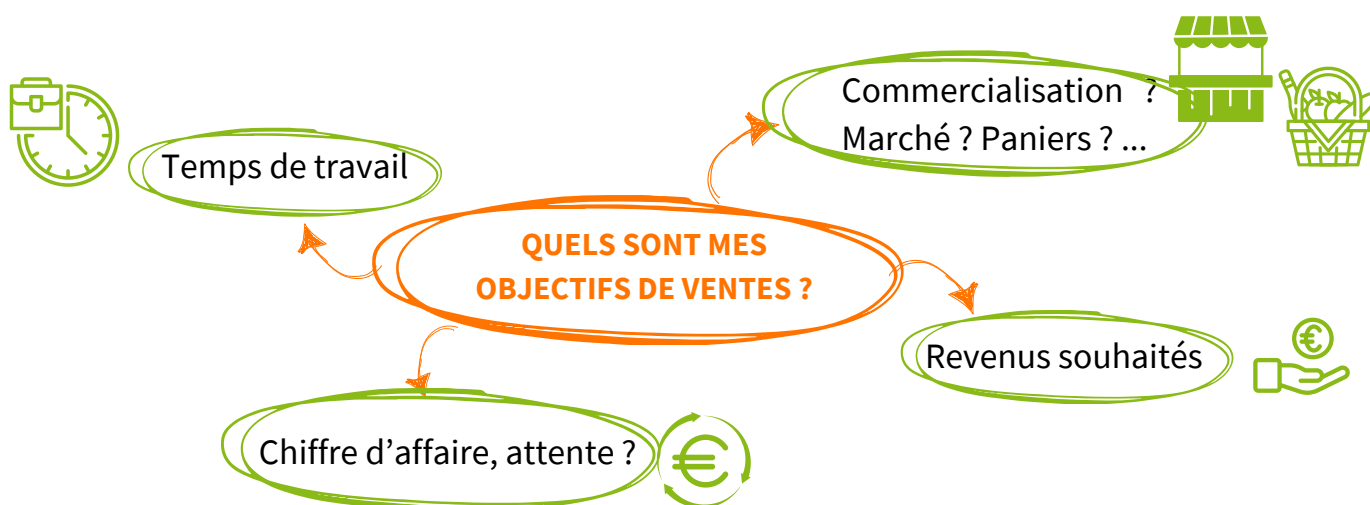 Commercialisation ?
Marché ? Paniers ? ...
Temps de travail
QUELS SONT MES
OBJECTIFS DE VENTES ?
Revenus souhaités
Chiffre d’affaire, attente ?